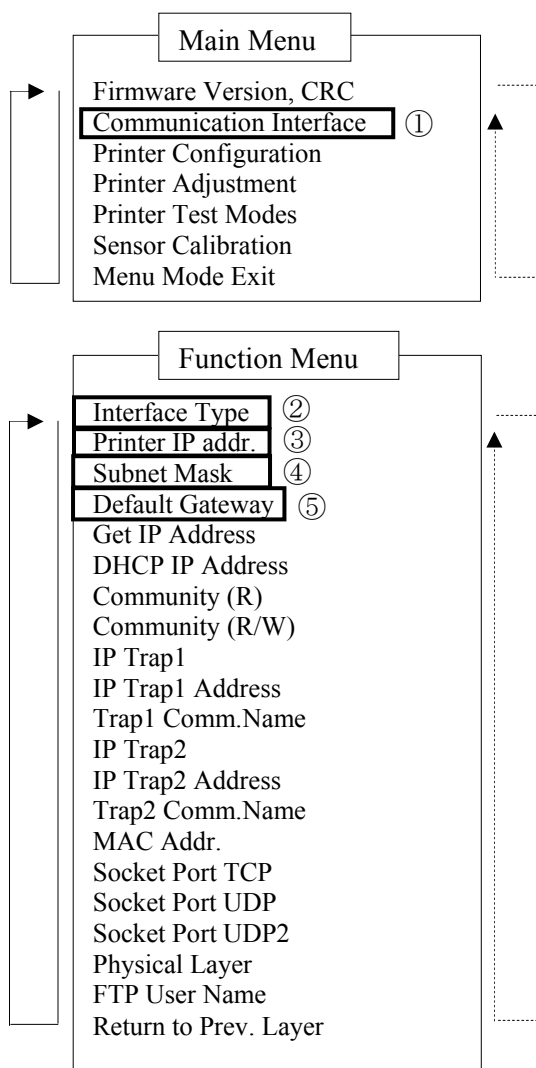 Main Menu
Firmware Version, CRC
Communication Interface ①
Printer Configuration
Printer Adjustment
Printer Test Modes
Sensor Calibration
Menu Mode Exit
Function Menu
Interface Type ②
Printer IP addr. ③
Subnet Mask ④
Default Gateway ⑤
Get IP Address
DHCP IP Address
Community (R)
Community (R/W)
IP Trap1
IP Trap1 Address
Trap1 Comm.Name
IP Trap2
IP Trap2 Address
Trap2 Comm.Name
MAC Addr.
Socket Port TCP
Socket Port UDP
Socket Port UDP2
Physical Layer
FTP User Name
Return to Prev. Layer